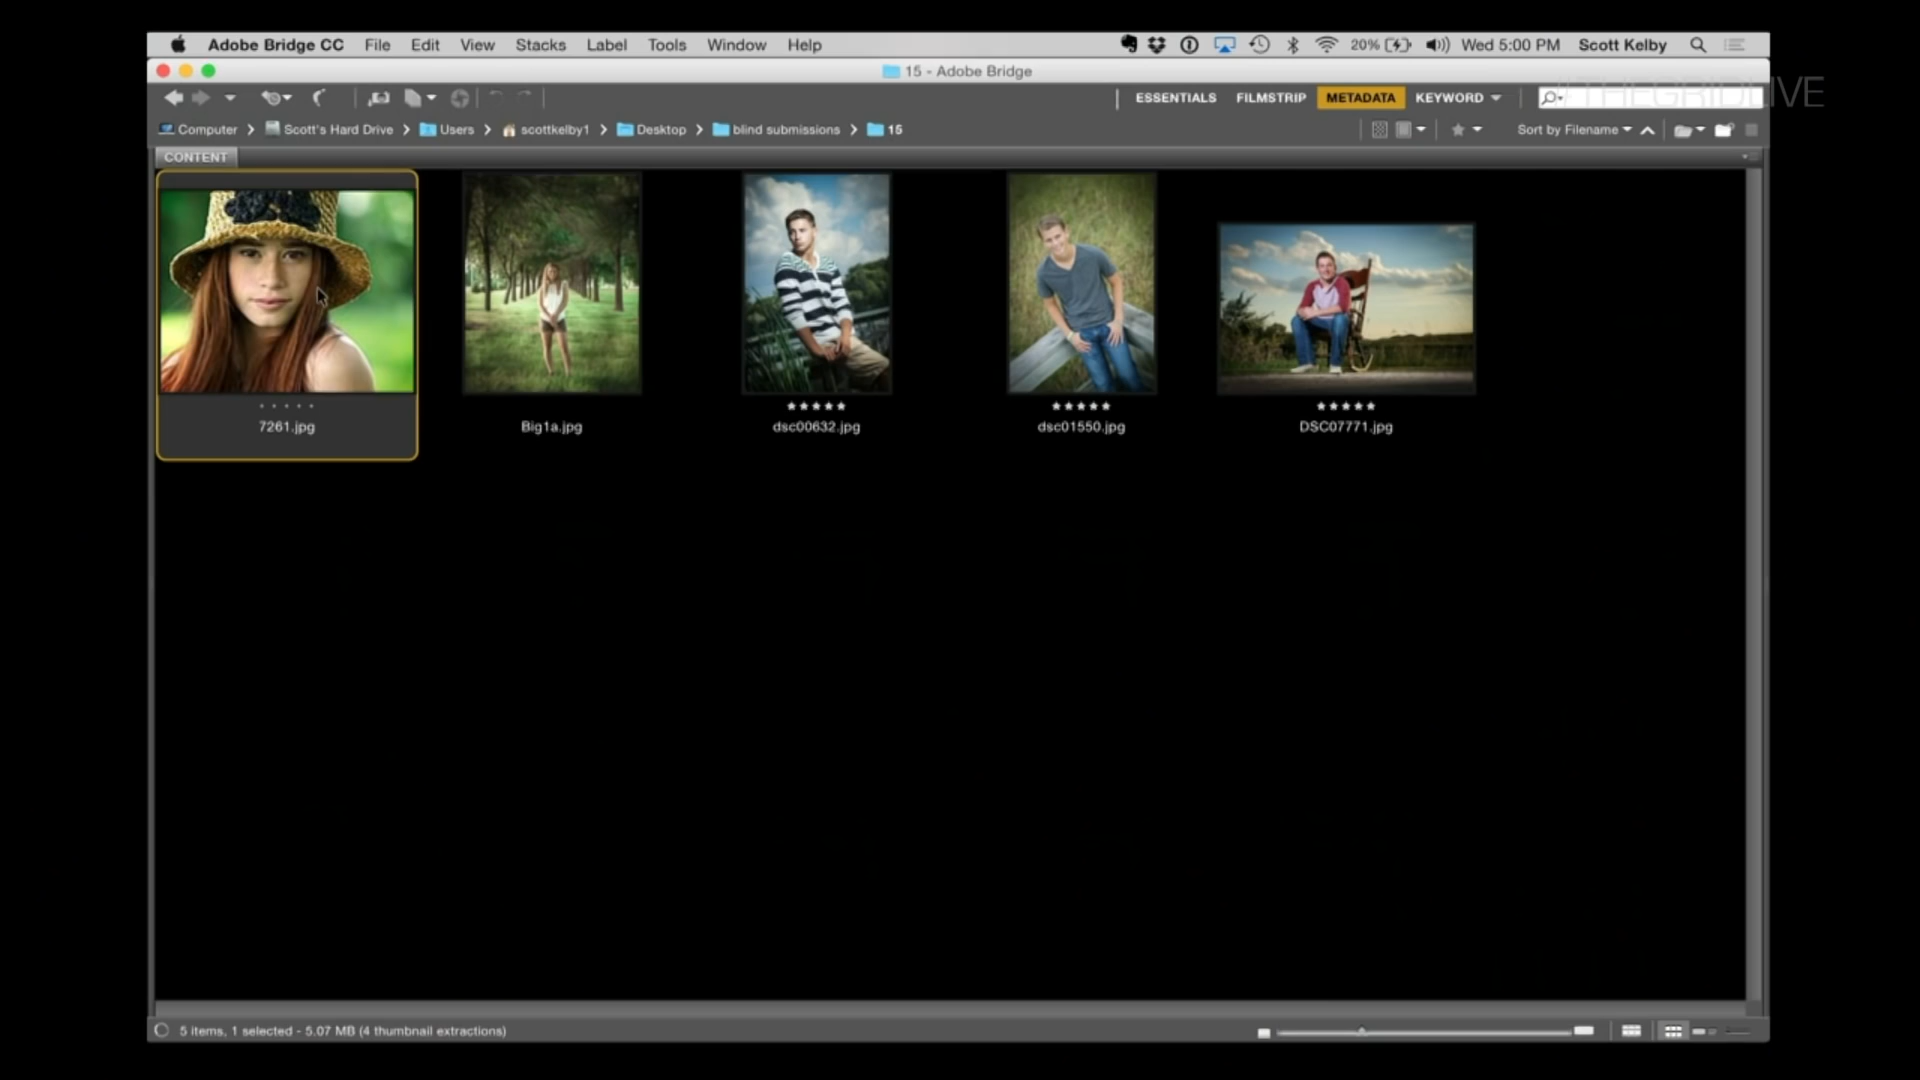 Adobe Bridge CC File Edit View Stacks Label Tools Window Help 20% Wed 5:00 PM Scott Kelby
15 - Adobe Bridge
ESSENTIALS FILMSTRIP METADATA KEYWORD
#THEGRIDLIVE
Computer Scott's Hard Drive Users scottkelby1 Desktop blind submissions 15 Sort by Filename
CONTENT
7261.jpg Big1a.jpg dsc00632.jpg dsc01550.jpg DSC07771.jpg
5 items, 1 selected - 5.07 MB (4 thumbnail extractions)